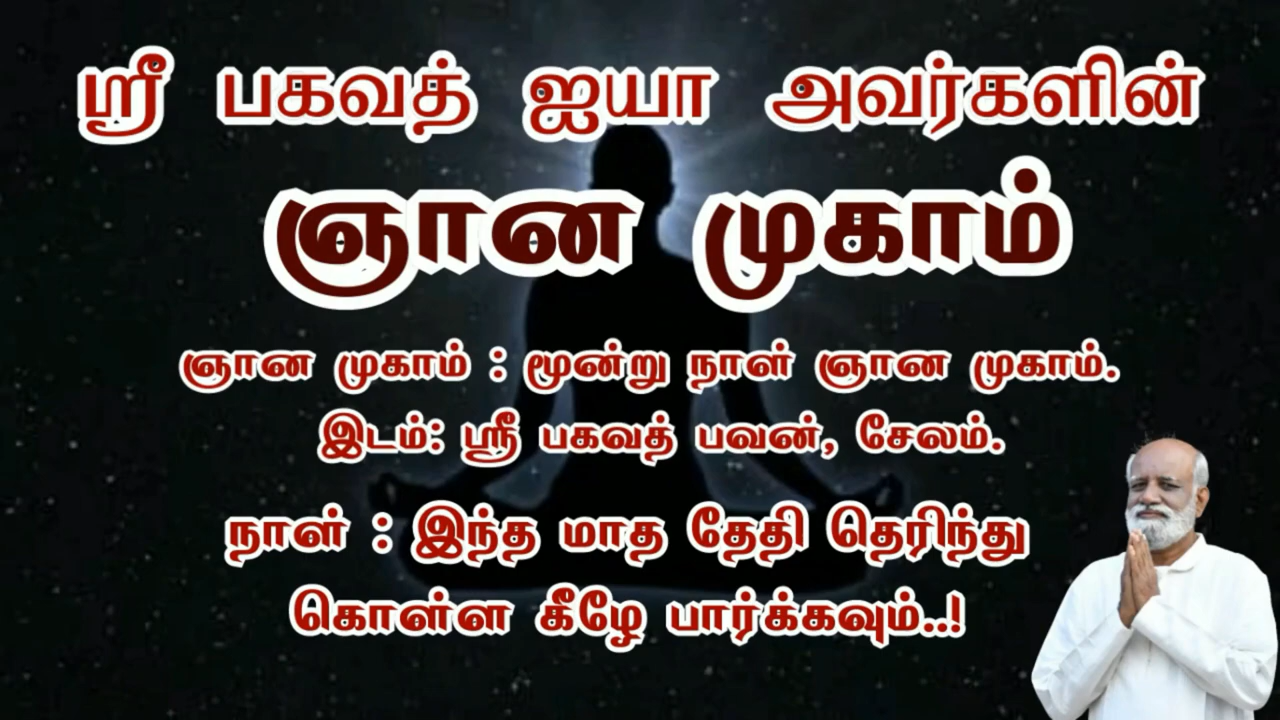 ஸ்ரீ பகவத் ஐயா அவர்களின்
ஞான முகாம்
ஞான முகாம் : மூன்று நாள் ஞான முகாம்.
இடம்: ஸ்ரீ பகவத் பவன், சேலம்.
நாள் : இந்த மாத தேதி தெரிந்து
கொள்ள கீழே பார்க்கவும்..!